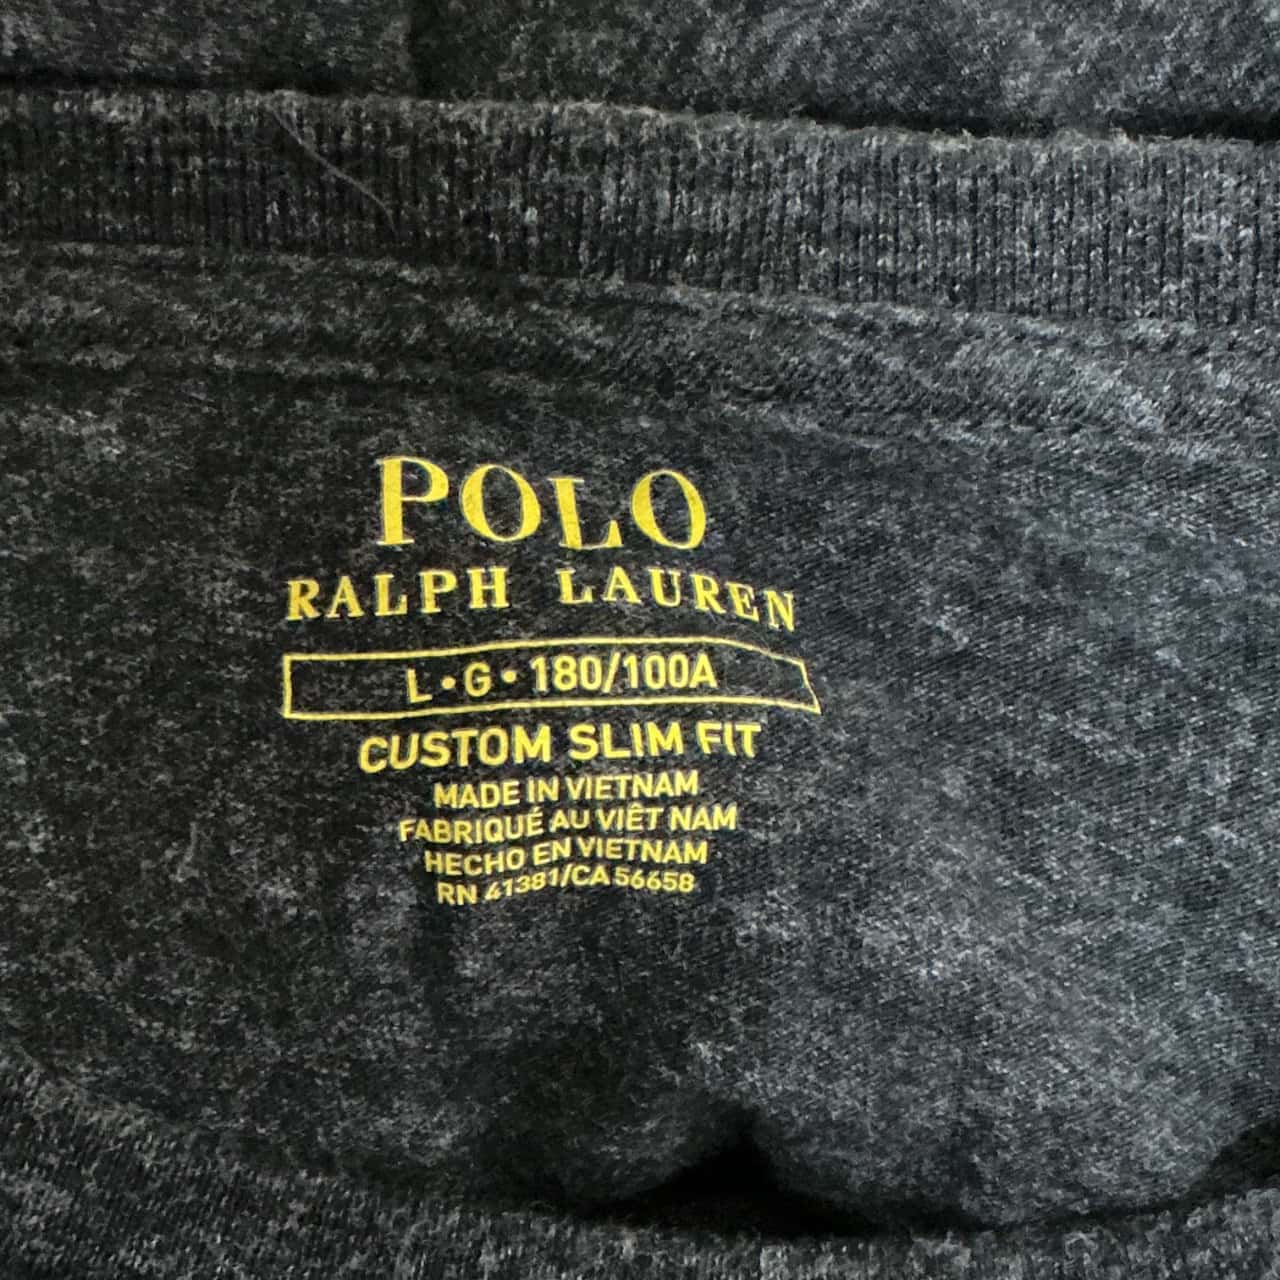 POLO
RALPH LAUREN
L • G • 180/100A
CUSTOM SLIM FIT
MADE IN VIETNAM
FABRIQUÉ AU VIÊT NAM
HECHO EN VIETNAM
RN 41381/CA 56658